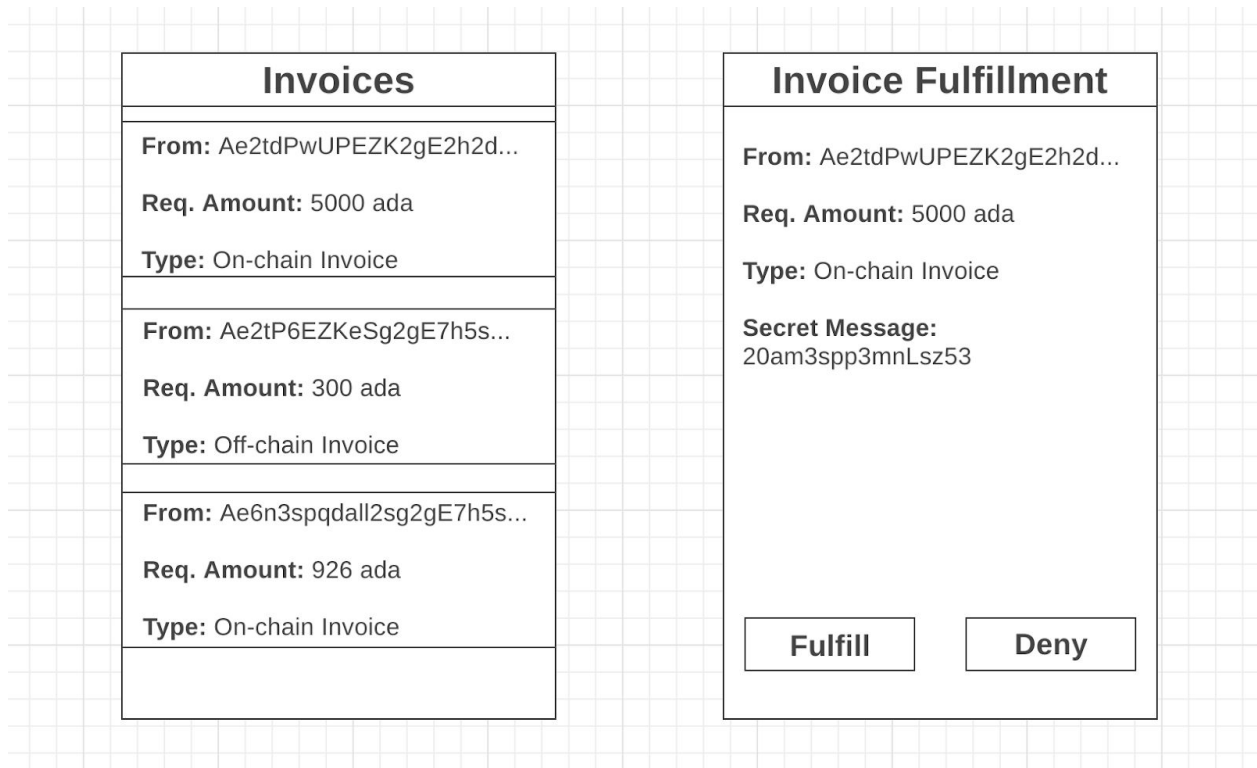 Invoices
From: Ae2tdPwUPEZK2gE2h2d...
Req. Amount: 5000 ada
Type: On-chain Invoice
From: Ae2tP6EZKeSg2gE7h5s...
Req. Amount: 300 ada
Type: Off-chain Invoice
From: Ae6n3spqdall2sg2gE7h5s...
Req. Amount: 926 ada
Type: On-chain Invoice
Invoice Fulfillment
From: Ae2tdPwUPEZK2gE2h2d...
Req. Amount: 5000 ada
Type: On-chain Invoice
Secret Message:
20am3spp3mnLsz53
Fulfill
Deny